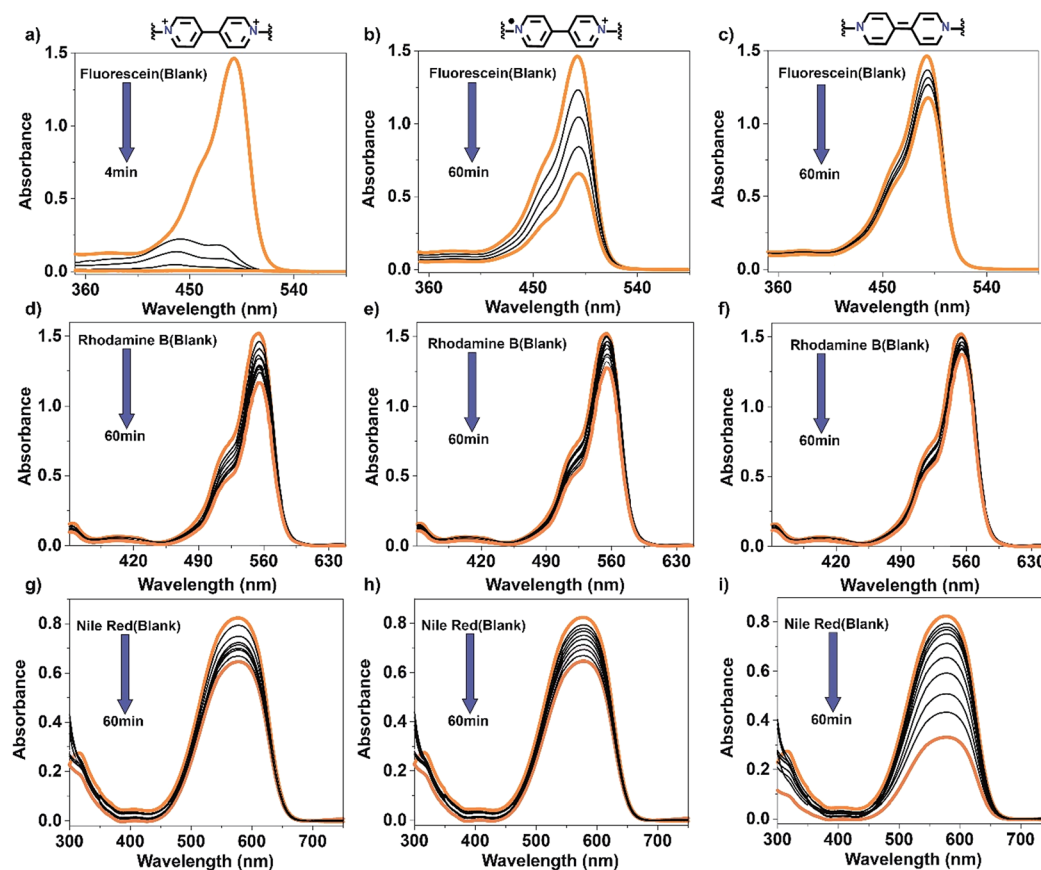 a)
N+
N+
b)
N•
N+
c)
N
N
Fluorescein(Blank)
4min
Absorbance
1.5
1.0
0.5
0.0
360
450
540
Wavelength (nm)
Fluorescein(Blank)
60min
Absorbance
1.5
1.0
0.5
0.0
360
450
540
Wavelength (nm)
Fluorescein(Blank)
60min
Absorbance
1.5
1.0
0.5
0.0
360
450
540
Wavelength (nm)
d)
Rhodamine B(Blank)
60min
Absorbance
1.5
1.0
0.5
0.0
420
490
560
630
Wavelength (nm)
e)
Rhodamine B(Blank)
60min
Absorbance
1.5
1.0
0.5
0.0
420
490
560
630
Wavelength (nm)
f)
Rhodamine B(Blank)
60min
Absorbance
1.5
1.0
0.5
0.0
420
490
560
630
Wavelength (nm)
g)
Nile Red(Blank)
60min
Absorbance
0.8
0.6
0.4
0.2
0.0
300
400
500
600
700
Wavelength (nm)
h)
Nile Red(Blank)
60min
Absorbance
0.8
0.6
0.4
0.2
0.0
300
400
500
600
700
Wavelength (nm)
i)
Nile Red(Blank)
60min
Absorbance
0.8
0.6
0.4
0.2
0.0
300
400
500
600
700
Wavelength (nm)